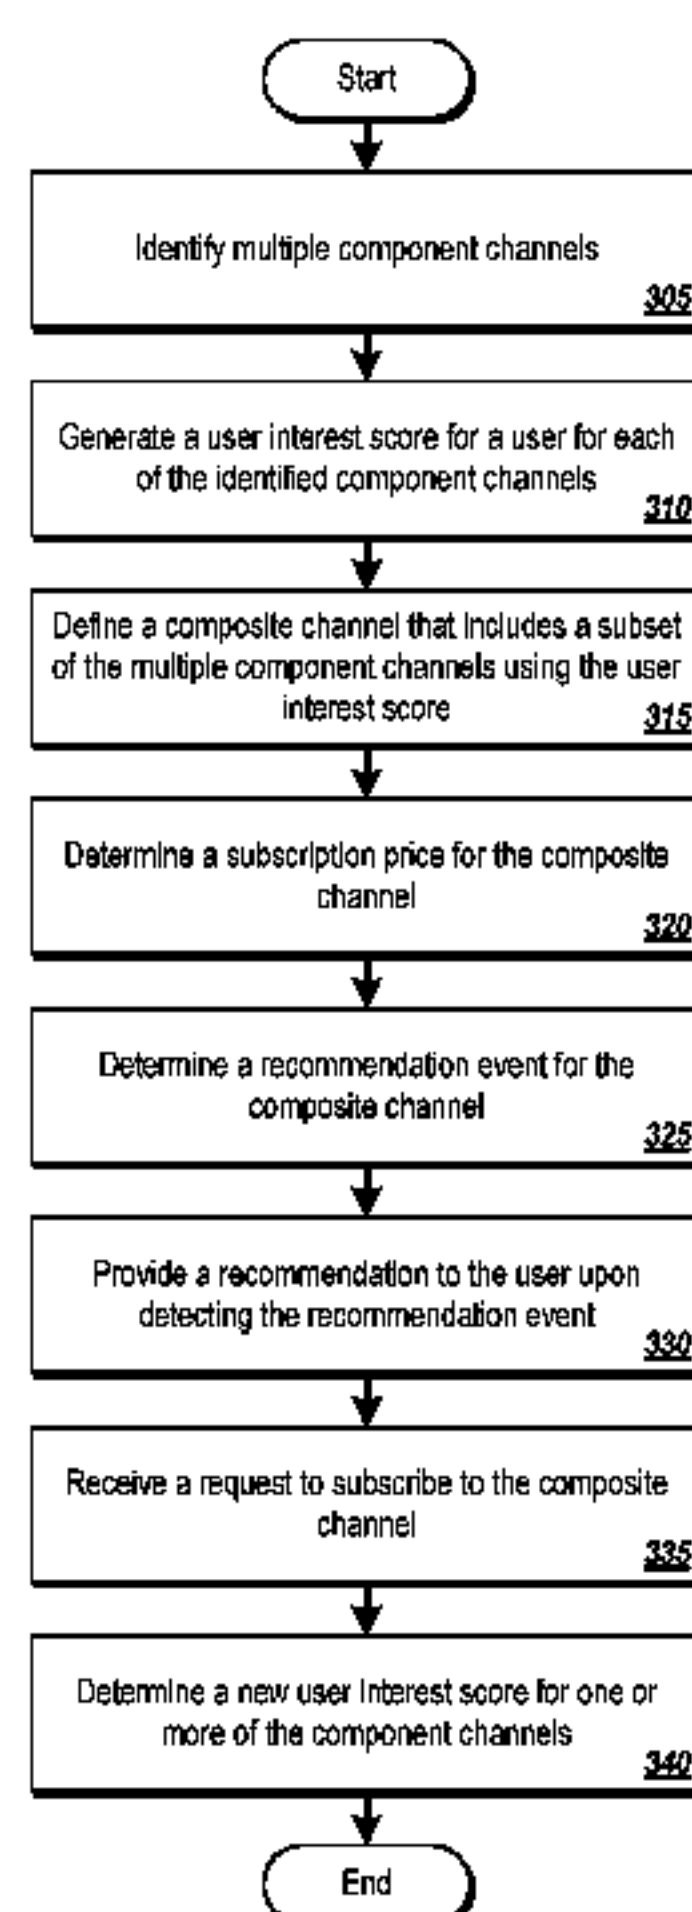 Start
Identify multiple component channels
305
Generate a user interest score for a user for each
of the identified component channels
310
Define a composite channel that includes a subset
of the multiple component channels using the user
interest score
315
Determine a subscription price for the composite
channel
320
Determine a recommendation event for the
composite channel
325
Provide a recommendation to the user upon
detecting the recommendation event
330
Receive a request to subscribe to the composite
channel
335
Determine a new user interest score for one or
more of the component channels
340
End